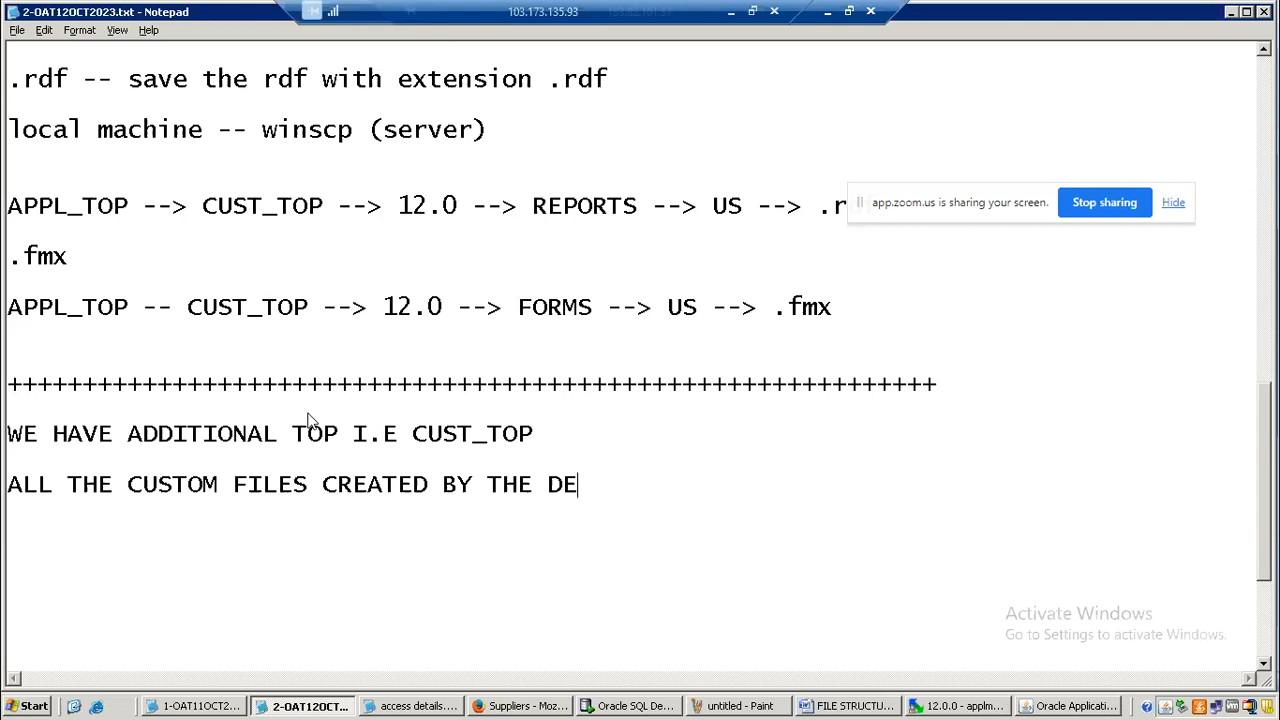 2-OAT12OCT2023.txt - Notepad
103.173.135.93
File Edit Format View Help
.rdf -- save the rdf with extension .rdf
local machine -- winscp (server)
APPL_TOP --> CUST_TOP --> 12.0 --> REPORTS --> US --> .r
app.zoom.us is sharing your screen. Stop sharing Hide
.fmx
APPL_TOP -- CUST_TOP --> 12.0 --> FORMS --> US --> .fmx
+++++++++++++++++++++++++++++++++++++++++++++++++++++++++++++++
WE HAVE ADDITIONAL TOP I.E CUST_TOP
ALL THE CUSTOM FILES CREATED BY THE DE
Activate Windows
Go to Settings to activate Windows.
Start 1-OAT11OCT2... 2-OAT12OCT... access details.... Suppliers - Mo... Oracle SQL De... untitled - Paint FILE STRUCTU... 12.0.0 - applm... Oracle Applicat...